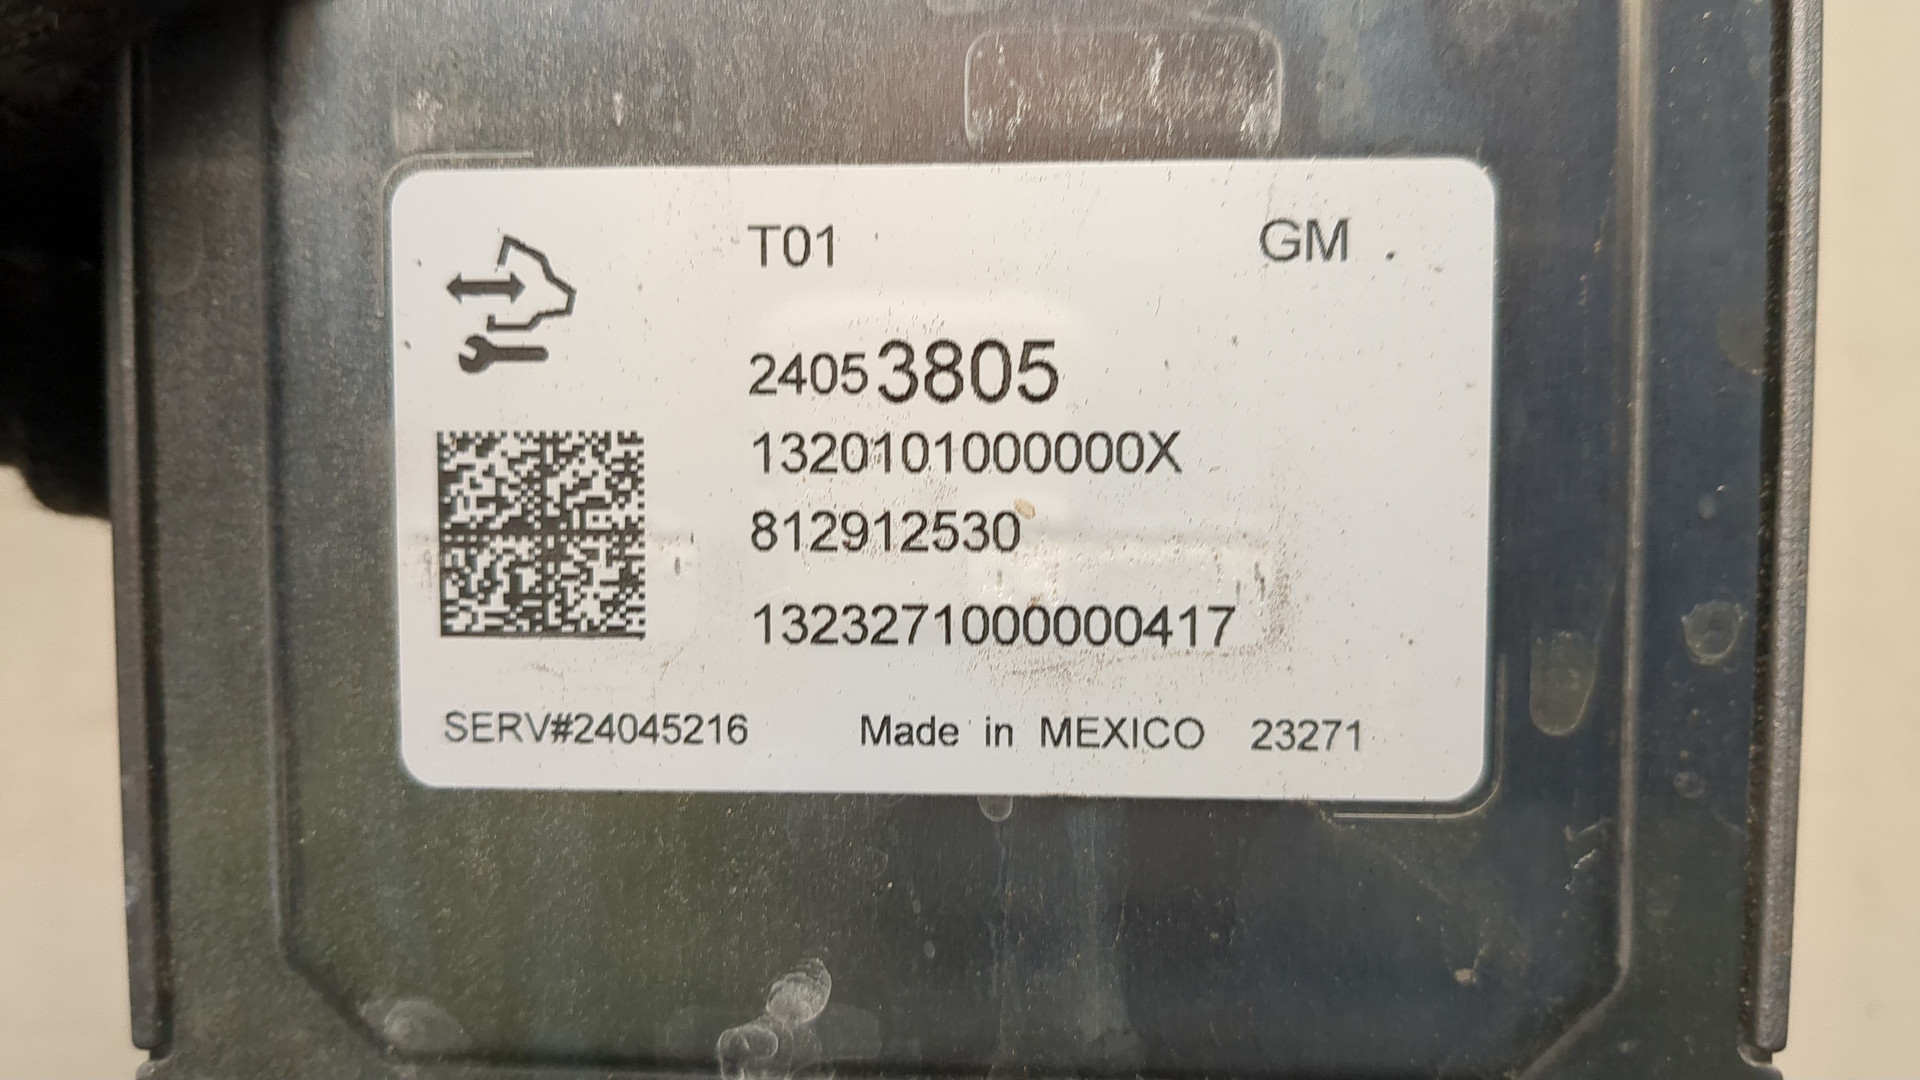 T01 GM
24053805
1320101000000X
812912530
1323271000000417
SERV#24045216 Made in MEXICO 23271